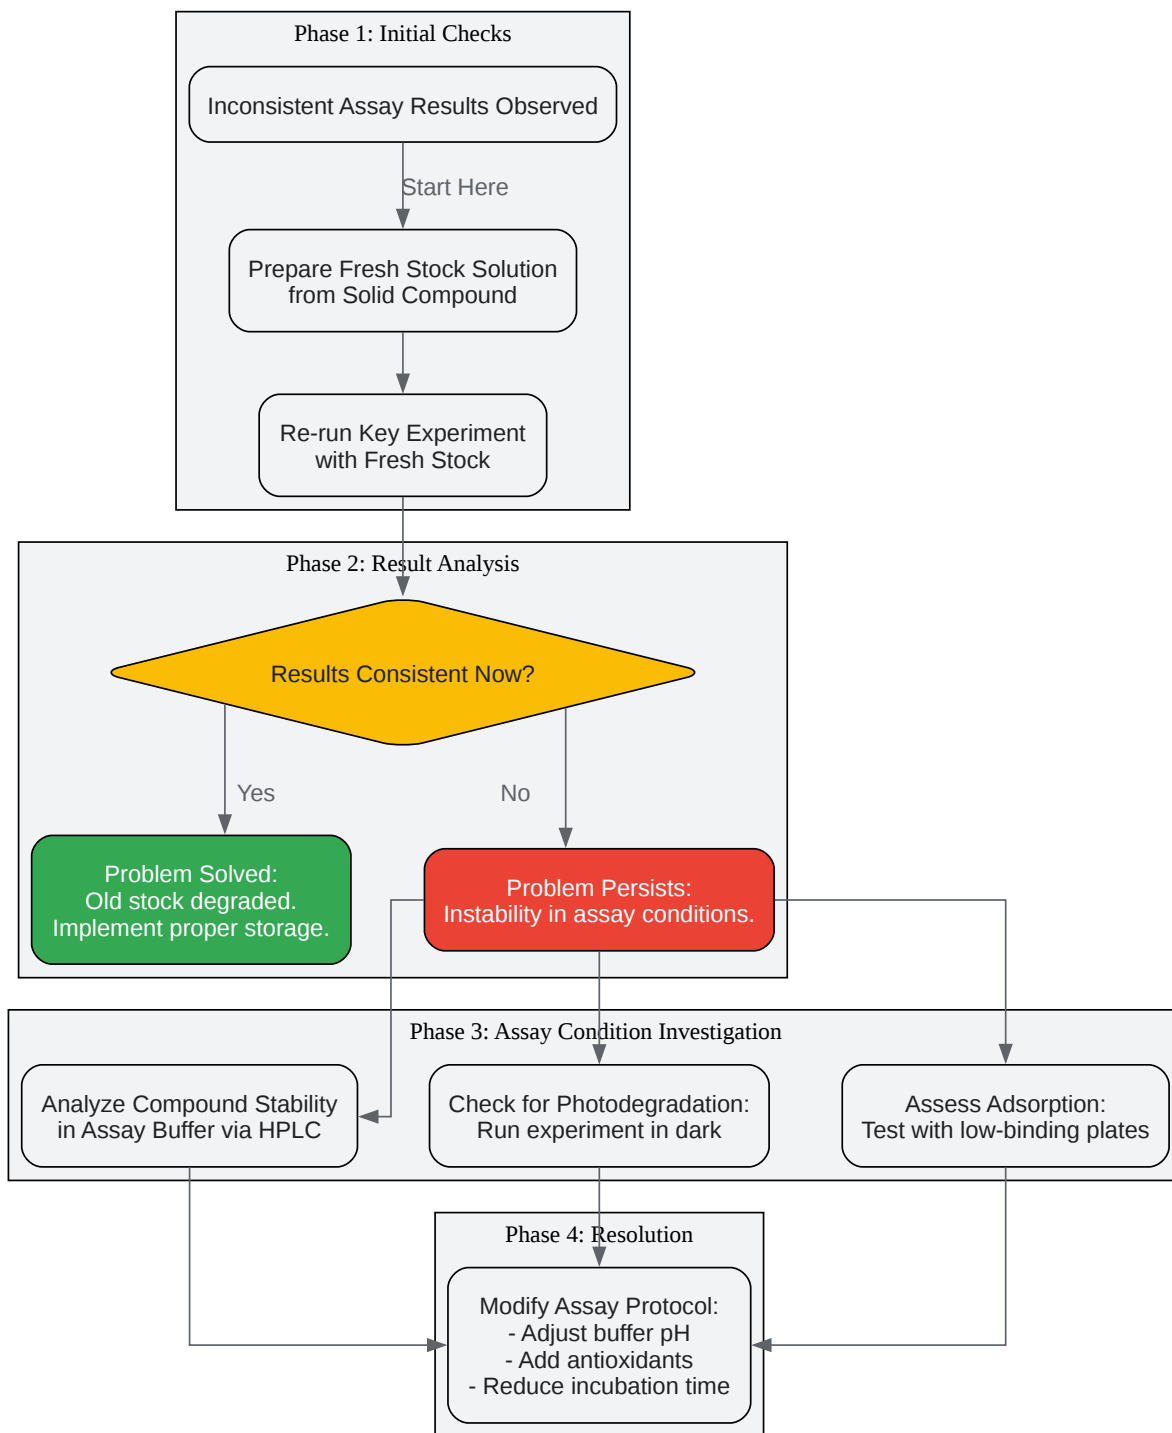 Phase 1: Initial Checks
Inconsistent Assay Results Observed
Start Here
Prepare Fresh Stock Solution
from Solid Compound
Re-run Key Experiment
with Fresh Stock
Phase 2: Result Analysis
Results Consistent Now?
Yes
No
Problem Solved:
Old stock degraded.
Implement proper storage.
Problem Persists:
Instability in assay conditions.
Phase 3: Assay Condition Investigation
Analyze Compound Stability
in Assay Buffer via HPLC
Check for Photodegradation:
Run experiment in dark
Assess Adsorption:
Test with low-binding plates
Phase 4: Resolution
Modify Assay Protocol:
- Adjust buffer pH
- Add antioxidants
- Reduce incubation time